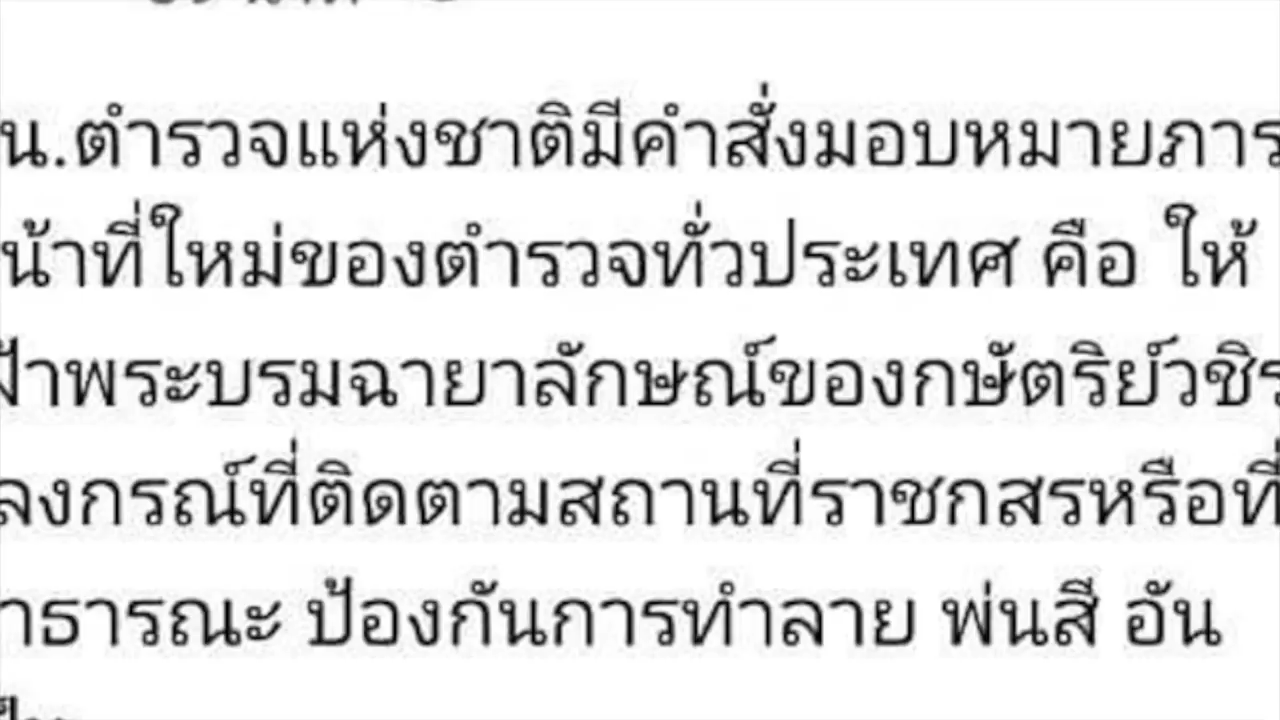 น.ตำรวจแห่งชาติมีคำสั่งมอบหมายภาร
น้าที่ใหม่ของตำรวจทั่วประเทศ คือ ให้
ฝ้าพระบรมฉายาลักษณ์ของกษัตริย์วชิร
ลงกรณ์ที่ติดตามสถานที่ราชกสรหรือที่
าธารณะ ป้องกันการทำลาย พ่นสี อัน